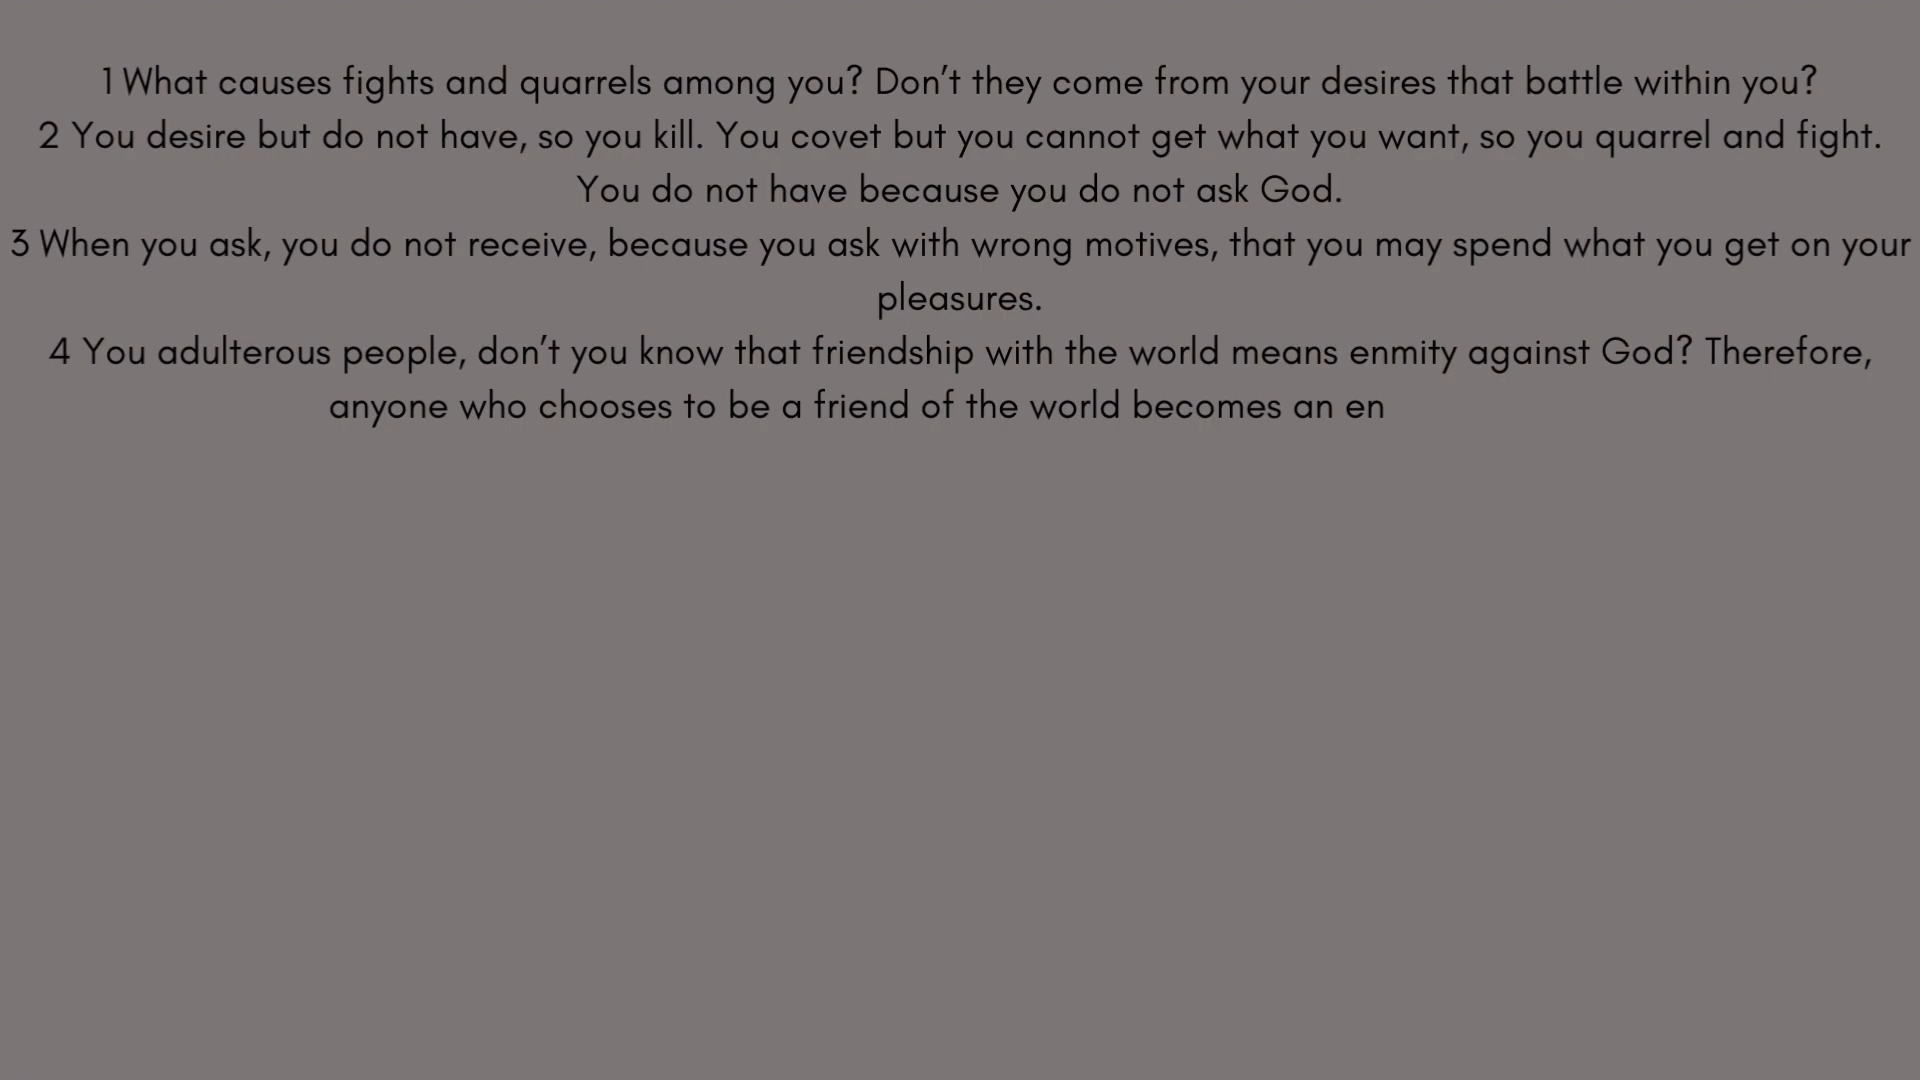 1 What causes fights and quarrels among you? Don’t they come from your desires that battle within you?
2 You desire but do not have, so you kill. You covet but you cannot get what you want, so you quarrel and fight.
You do not have because you do not ask God.
3 When you ask, you do not receive, because you ask with wrong motives, that you may spend what you get on your
pleasures.
4 You adulterous people, don’t you know that friendship with the world means enmity against God? Therefore,
anyone who chooses to be a friend of the world becomes an en